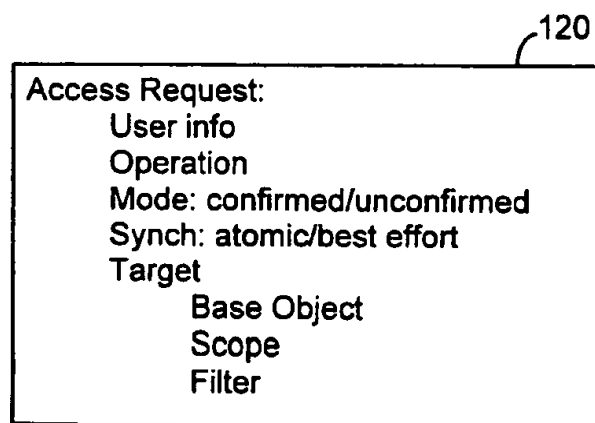 120
Access Request:
User info
Operation
Mode: confirmed/unconfirmed
Synch: atomic/best effort
Target
Base Object
Scope
Filter